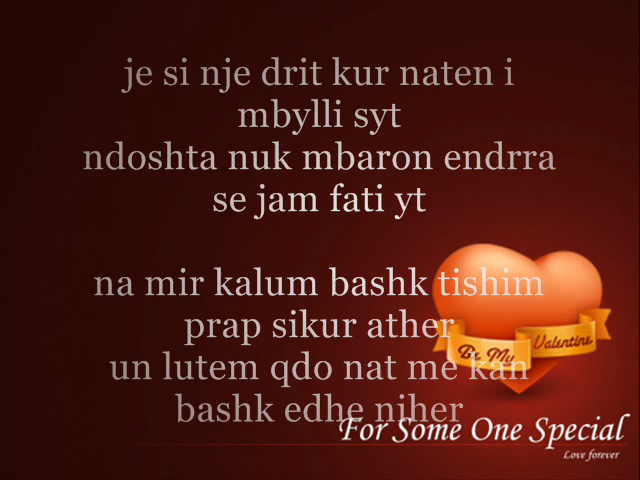 je si nje drit kur naten i
mbylli syt
ndoshta nuk mbaron endrra
se jam fati yt
na mir kalum bashk tishim
prap sikur ather
un lutem qdo nat me kan
bashk edhe niher
Be My Valentine
For Some One Special
Love forever